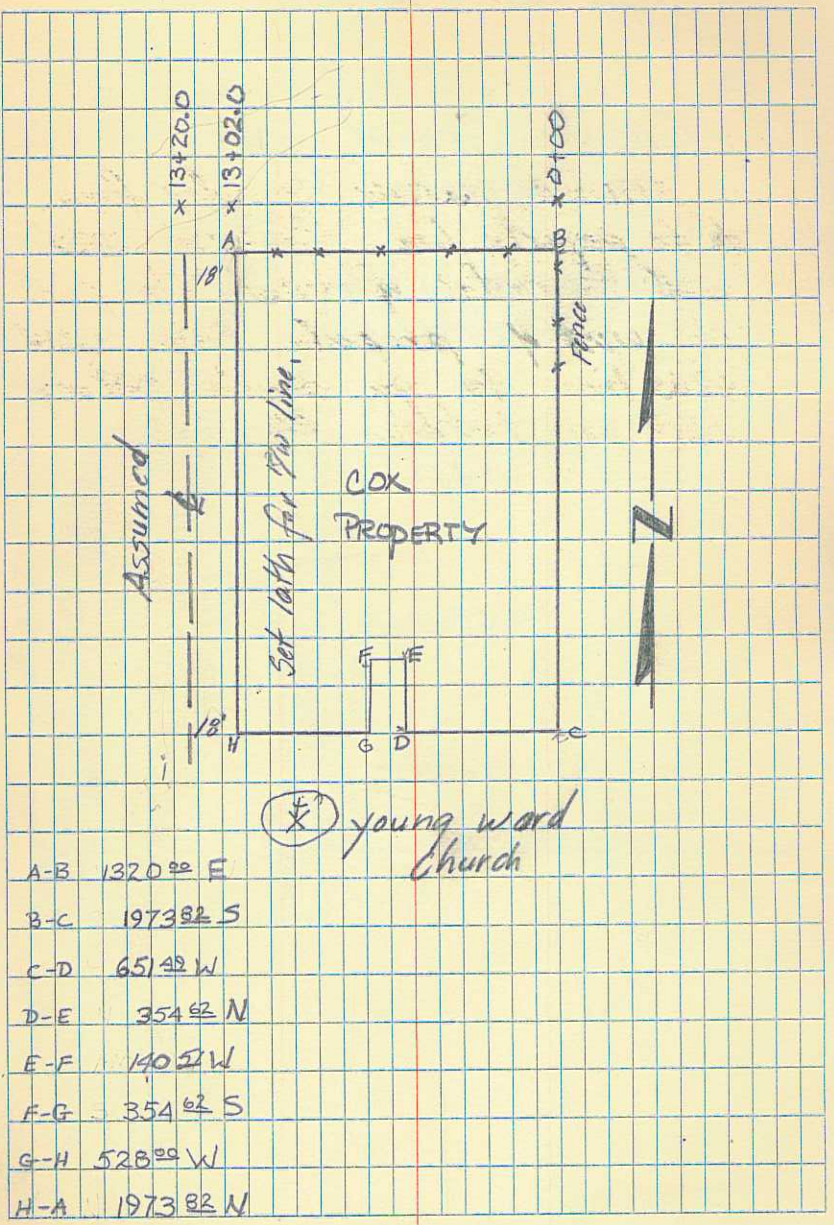 x 13+20.0
x 13+02.0
x 0+00
A
B
18'
Fence
Assumed
℄
Set lath for R/W line.
COX
PROPERTY
N
F
E
18'
H
G
D
C
young ward
church
A-B 1320 00 E
B-C 1973 82 S
C-D 651 49 W
D-E 354 62 N
E-F 140 51 W
F-G 354 62 S
G-H 528 00 W
H-A 1973 82 N